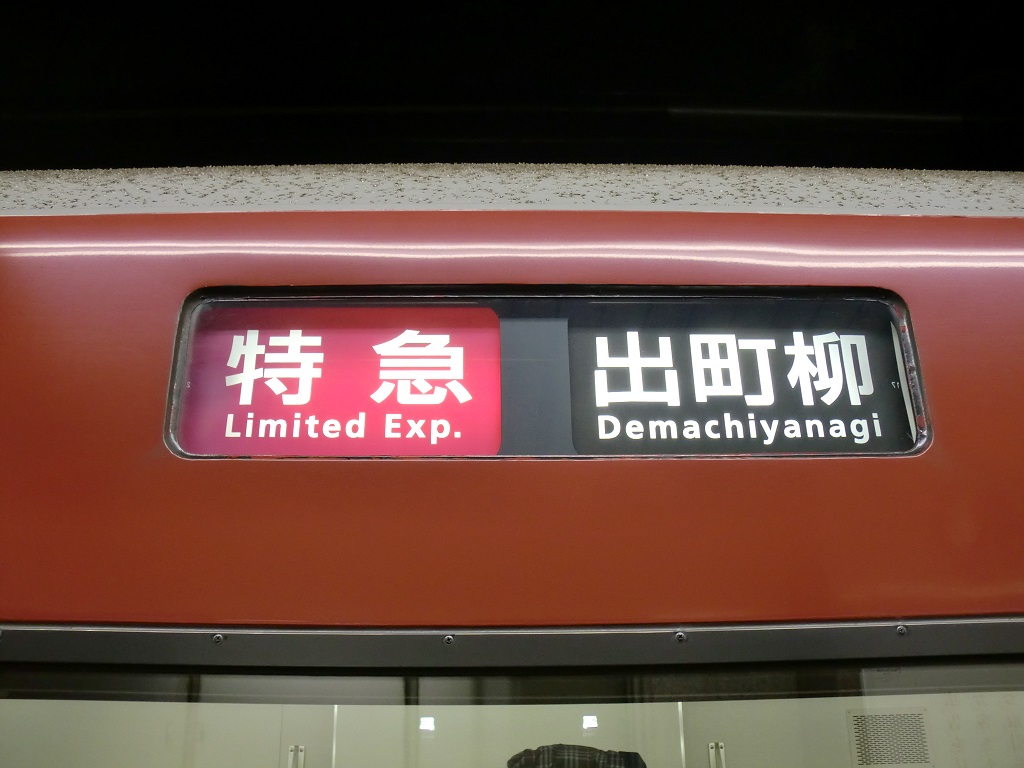 特急
Limited Exp.
出町柳
Demachiyanagi